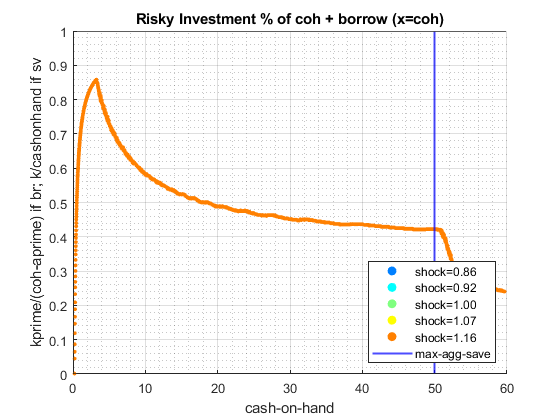 Risky Investment % of coh + borrow (x=coh)
kprime/(coh-aprime) if br; k/cashonhand if sv
1
0.9
0.8
0.7
0.6
0.5
0.4
0.3
0.2
0.1
0
0 10 20 30 40 50 60
cash-on-hand
shock=0.86
shock=0.92
shock=1.00
shock=1.07
shock=1.16
max-agg-save